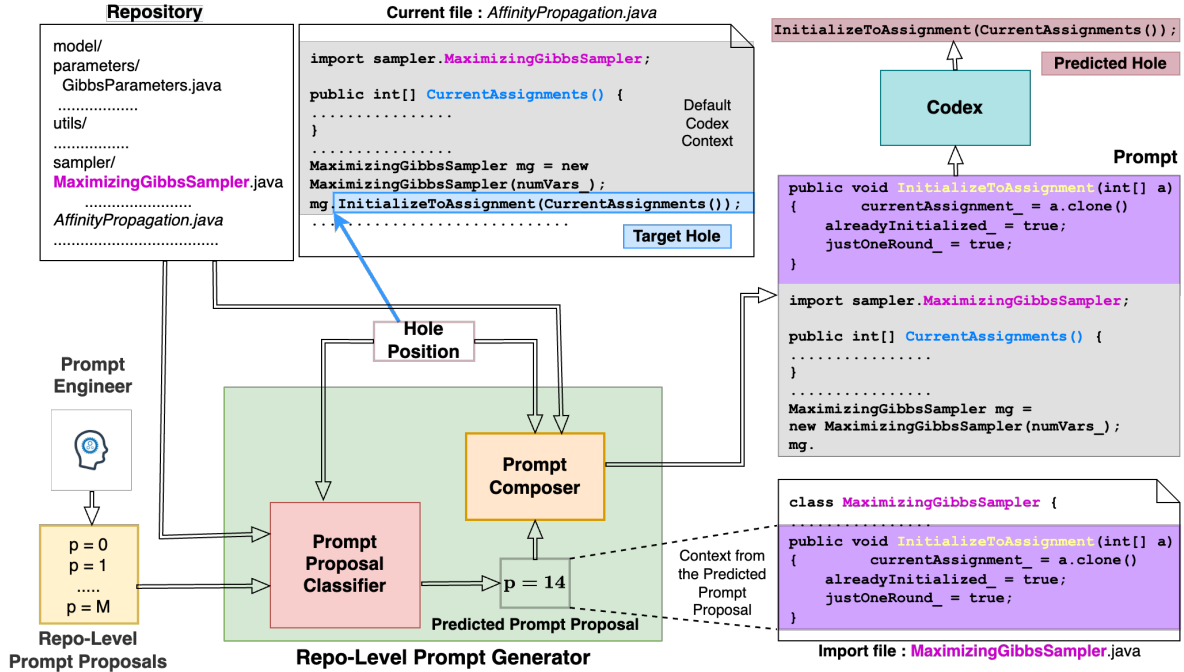 Repository
model/
parameters/
GibbsParameters.java
..................
utils/
.................
sampler/
MaximizingGibbsSampler.java
.......................
AffinityPropagation.java
.....................................
Current file : AffinityPropagation.java
import sampler.MaximizingGibbsSampler;
public int[] CurrentAssignments() {
................
}
................
MaximizingGibbsSampler mg = new
MaximizingGibbsSampler(numVars_);
mg.InitializeToAssignment(CurrentAssignments());
.............................
Default
Codex
Context
Target Hole
InitializeToAssignment(CurrentAssignments());
Predicted Hole
Codex
Prompt
public void InitializeToAssignment(int[] a)
{ currentAssignment_ = a.clone()
alreadyInitialized_ = true;
justOneRound_ = true;
}
import sampler.MaximizingGibbsSampler;
public int[] CurrentAssignments() {
................
}
................
MaximizingGibbsSampler mg =
new MaximizingGibbsSampler(numVars_);
mg.
Hole
Position
Prompt
Engineer
p = 0
p = 1
.....
p = M
Repo-Level
Prompt Proposals
Prompt
Proposal
Classifier
Prompt
Composer
p = 14
Predicted Prompt Proposal
Repo-Level Prompt Generator
Context from
the Predicted
Prompt
Proposal
class MaximizingGibbsSampler {
................
public void InitializeToAssignment(int[] a)
{ currentAssignment_ = a.clone()
alreadyInitialized_ = true;
justOneRound_ = true;
}
Import file : MaximizingGibbsSampler.java